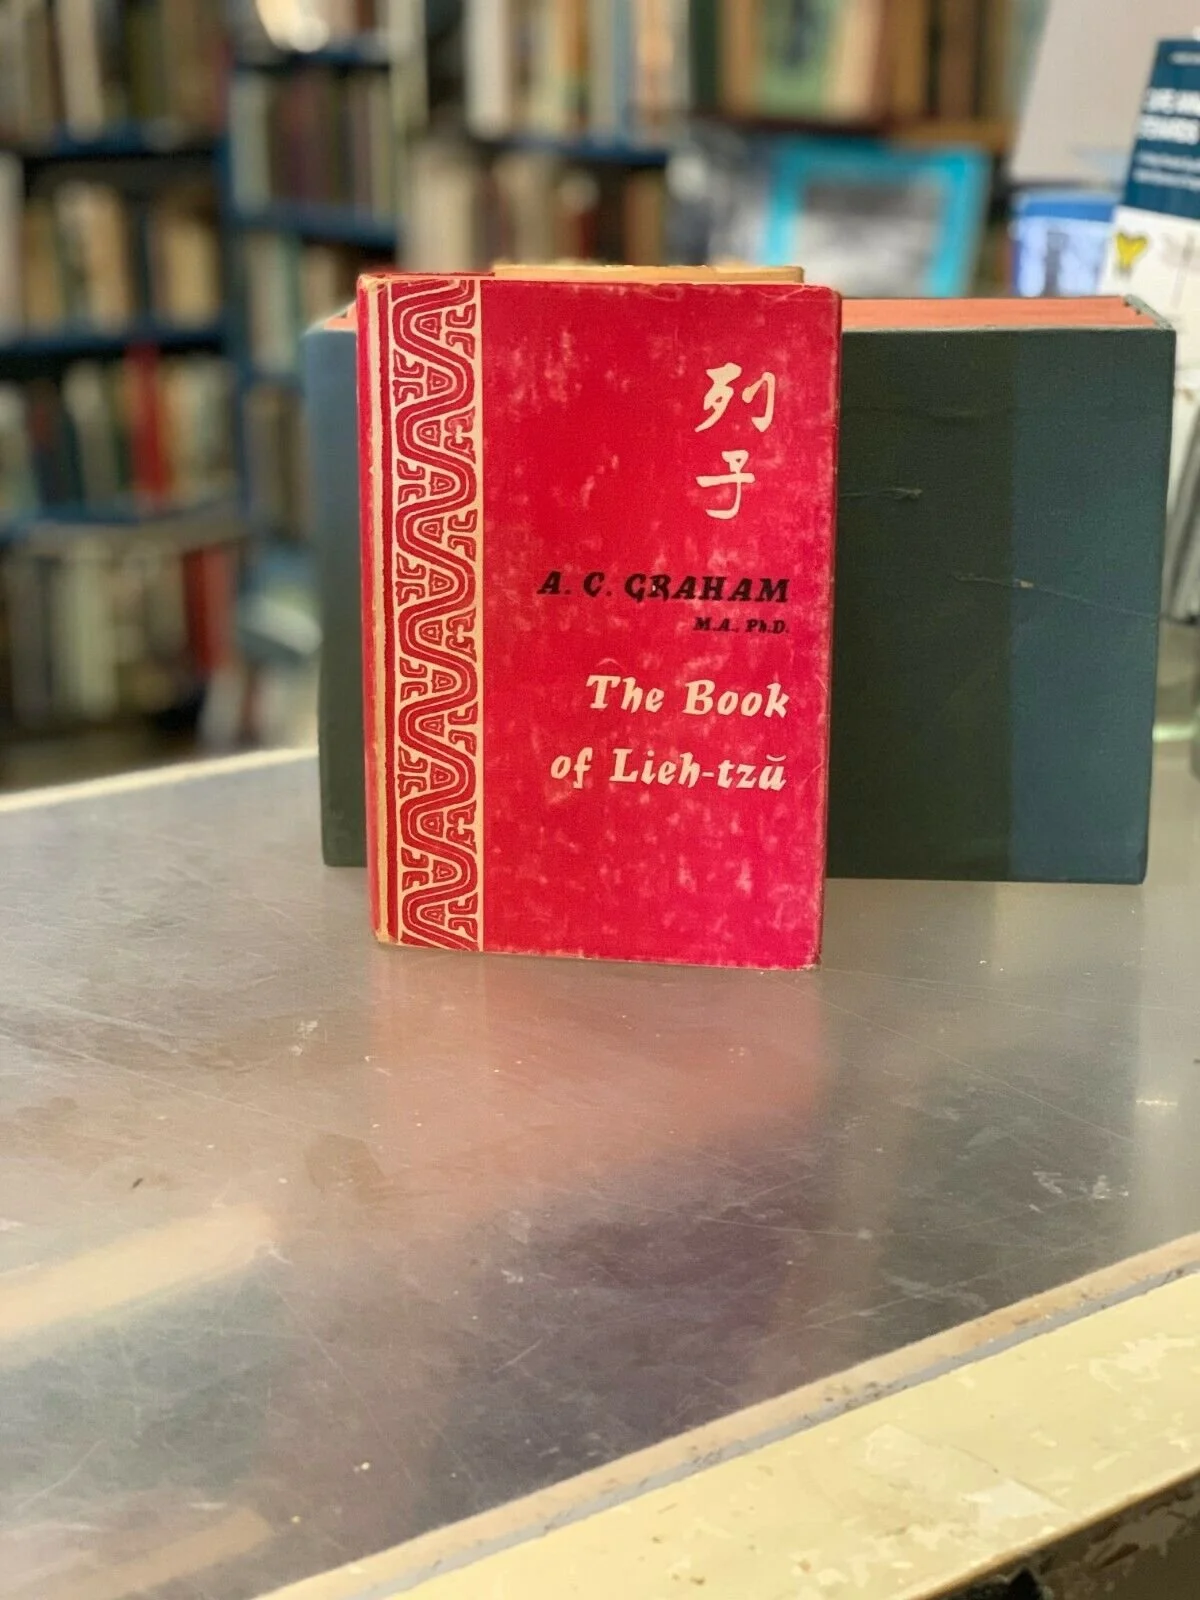 列
子
A. C. GRAHAM
M.A., Ph.D.
The Book
of Lieh-tzŭ